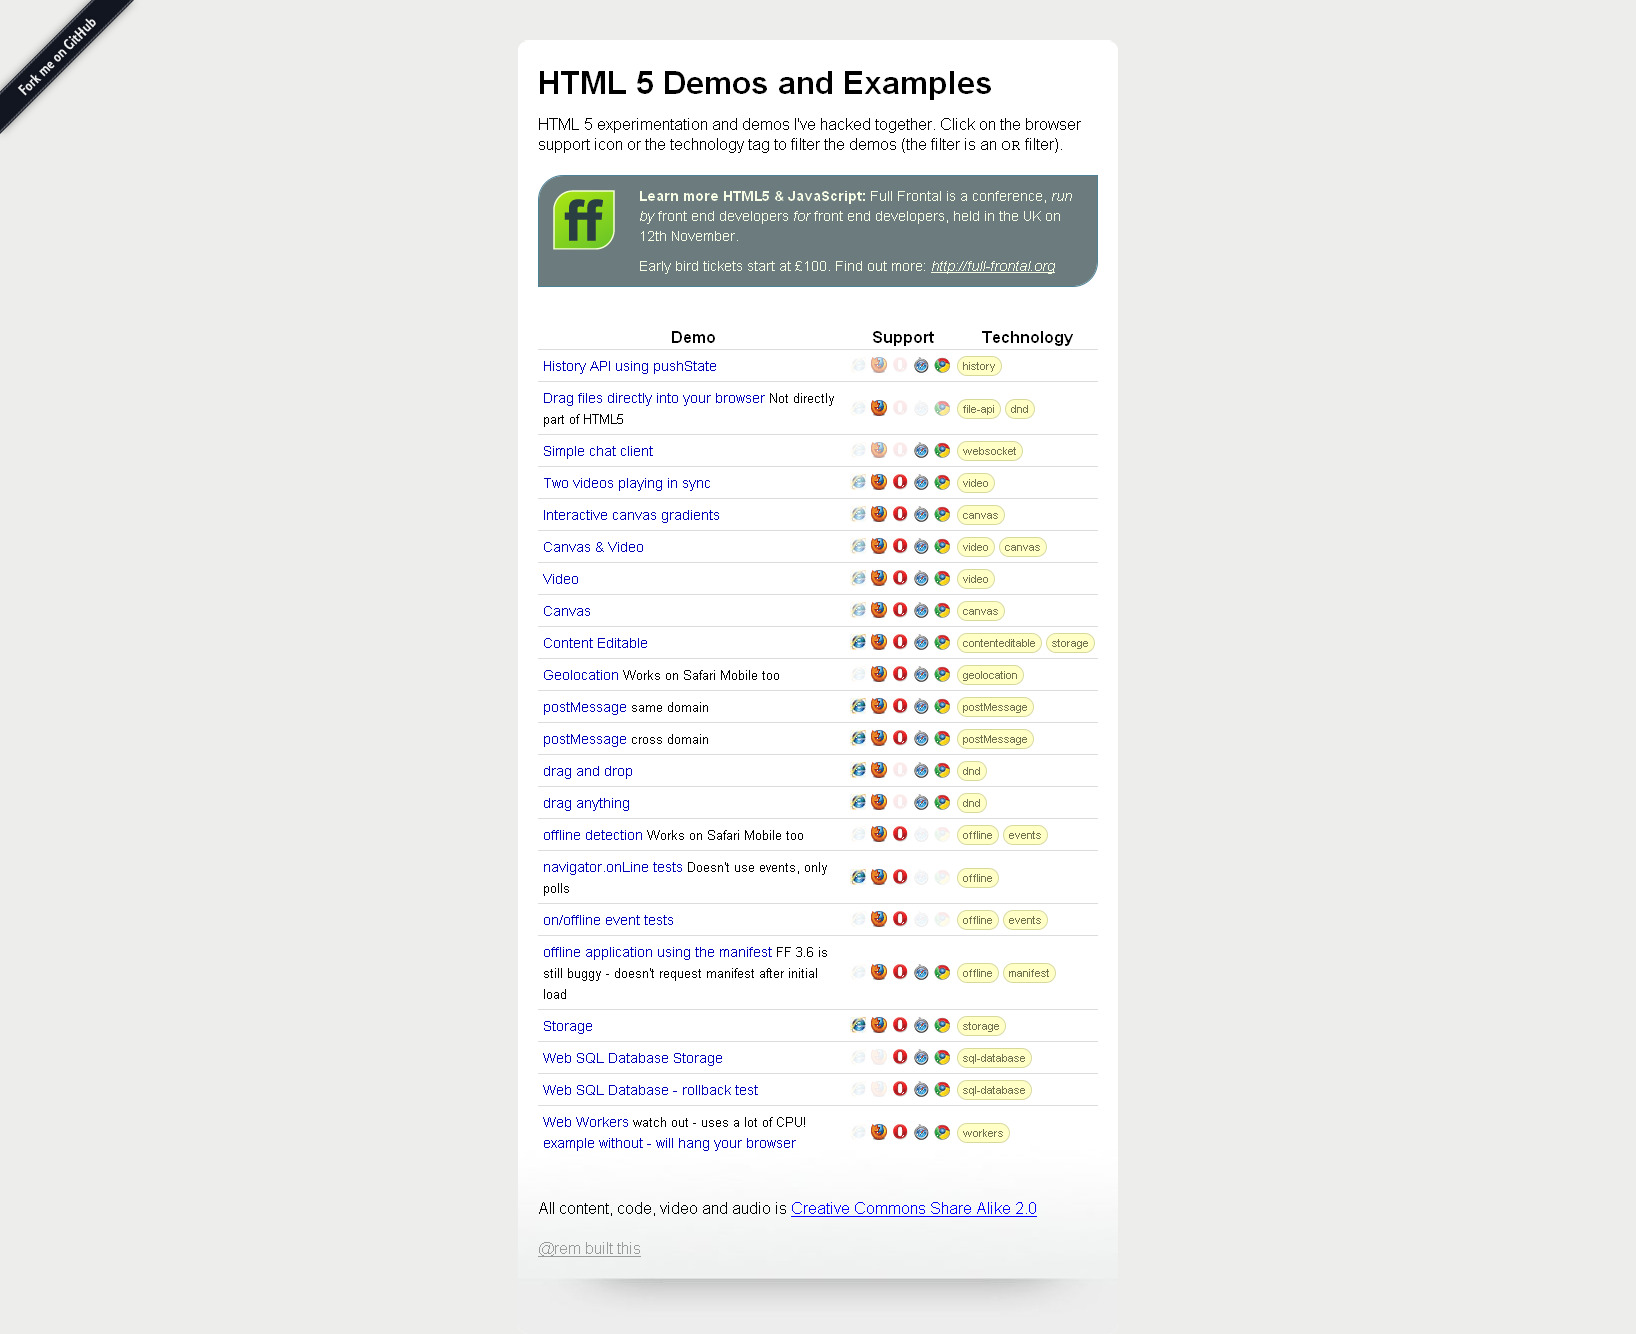 Fork me on GitHub
HTML 5 Demos and Examples
HTML 5 experimentation and demos I've hacked together. Click on the browser
support icon or the technology tag to filter the demos (the filter is an OR filter).
ff
Learn more HTML5 & JavaScript: Full Frontal is a conference, run
by front end developers for front end developers, held in the UK on
12th November.
Early bird tickets start at £100. Find out more: http://full-frontal.org
Demo Support Technology
History API using pushState history
Drag files directly into your browser Not directly
part of HTML5
file-api dnd
Simple chat client websocket
Two videos playing in sync video
Interactive canvas gradients canvas
Canvas & Video video canvas
Video video
Canvas canvas
Content Editable contenteditable storage
Geolocation Works on Safari Mobile too geolocation
postMessage same domain postMessage
postMessage cross domain postMessage
drag and drop dnd
drag anything dnd
offline detection Works on Safari Mobile too offline events
navigator.onLine tests Doesn't use events, only
polls
offline
on/offline event tests offline events
offline application using the manifest FF 3.6 is
still buggy - doesn't request manifest after initial
load
offline manifest
Storage storage
Web SQL Database Storage sql-database
Web SQL Database - rollback test sql-database
Web Workers watch out - uses a lot of CPU!
example without - will hang your browser
workers
All content, code, video and audio is Creative Commons Share Alike 2.0
@rem built this